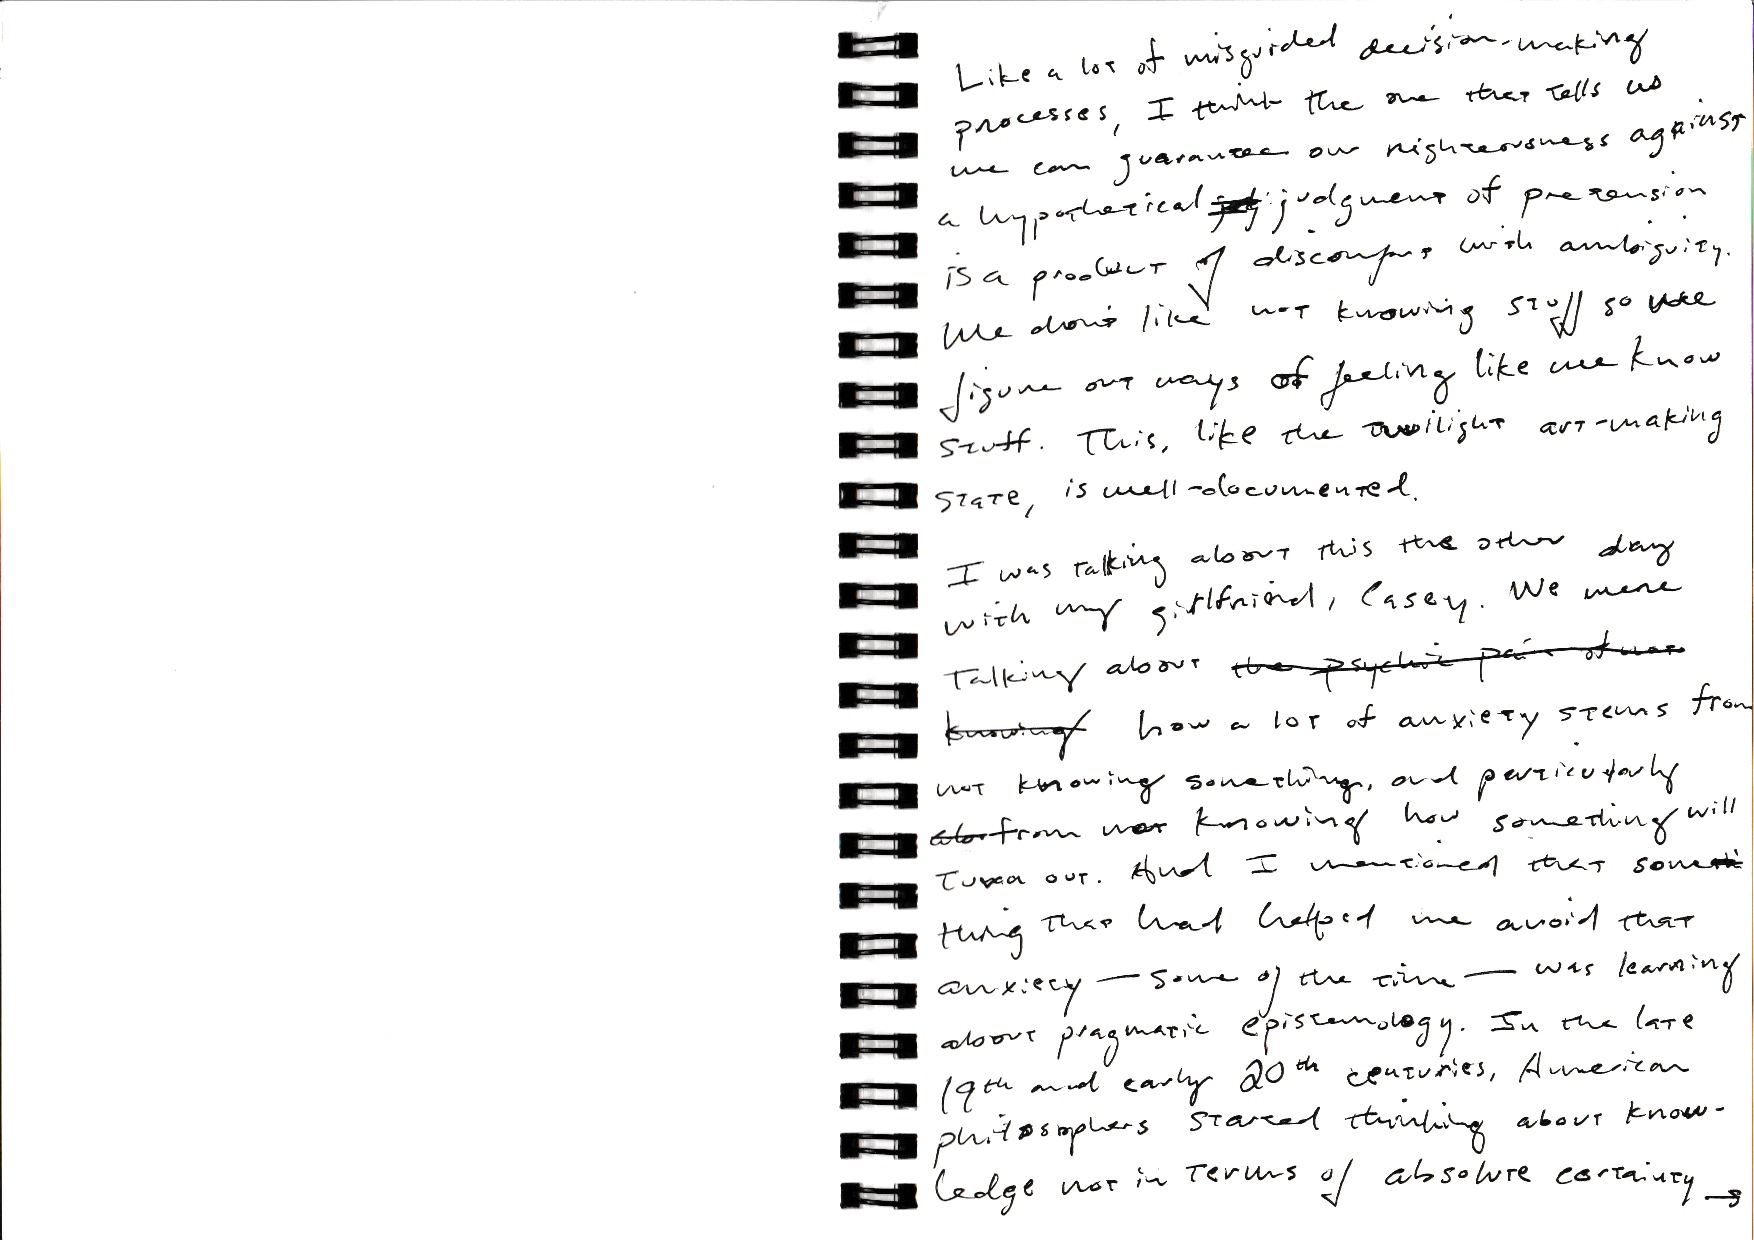 Like a lot of misguided decision-making
processes, I think the one that tells us
we can guarantee our righteousness against
a hypothetical judgment of pretension
is a product of discomfort with ambiguity.
We don't like not knowing stuff so we
figure out ways of feeling like we know
stuff. This, like the twilight art-making
state, is well-documented.
I was talking about this the other day
with my girlfriend, Casey. We were
talking about the psychic pain of not
knowing how a lot of anxiety stems from
not knowing something, and particularly
from not knowing how something will
turn out. And I mentioned that some
thing that had helped me avoid that
anxiety — some of the time — was learning
about pragmatic epistemology. In the late
19th and early 20th centuries, American
philosophers started thinking about know-
ledge not in terms of absolute certainty →